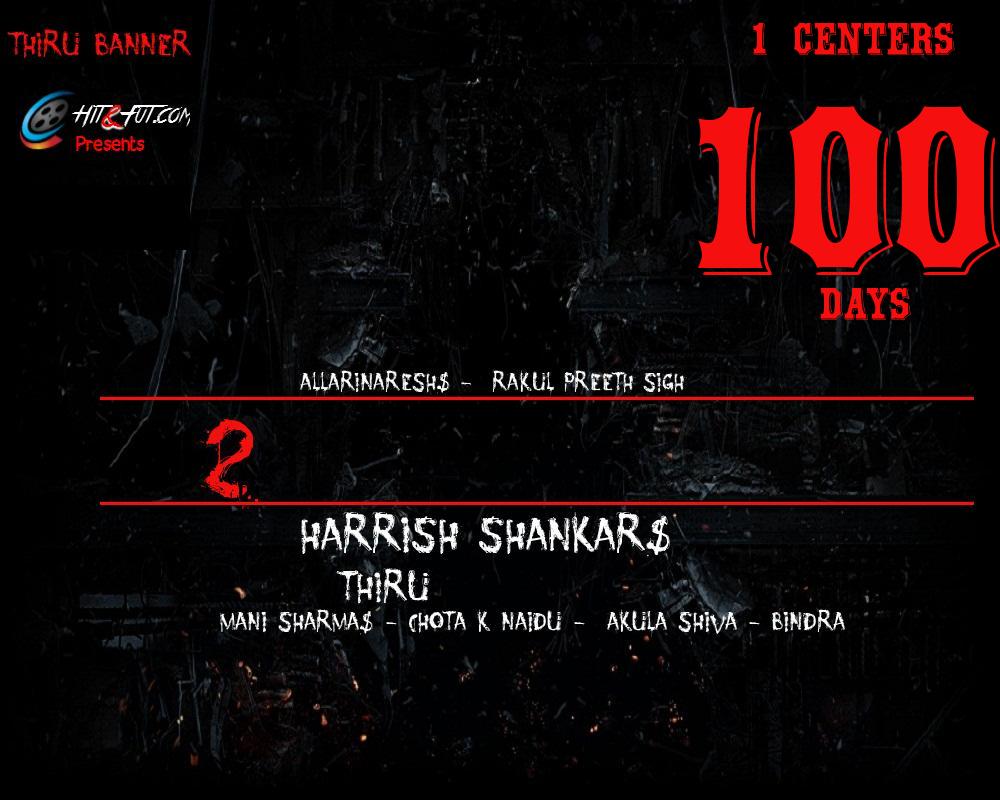 THIRU BANNER
1 CENTERS
HIT&FUT.COM
Presents
100
DAYS
ALLARINARESH$ - RAKUL PREETH SIGH
2
HARRISH SHANKAR$
THIRU
MANI SHARMA$ - CHOTA K NAIDU - AKULA SHIVA - BINDRA